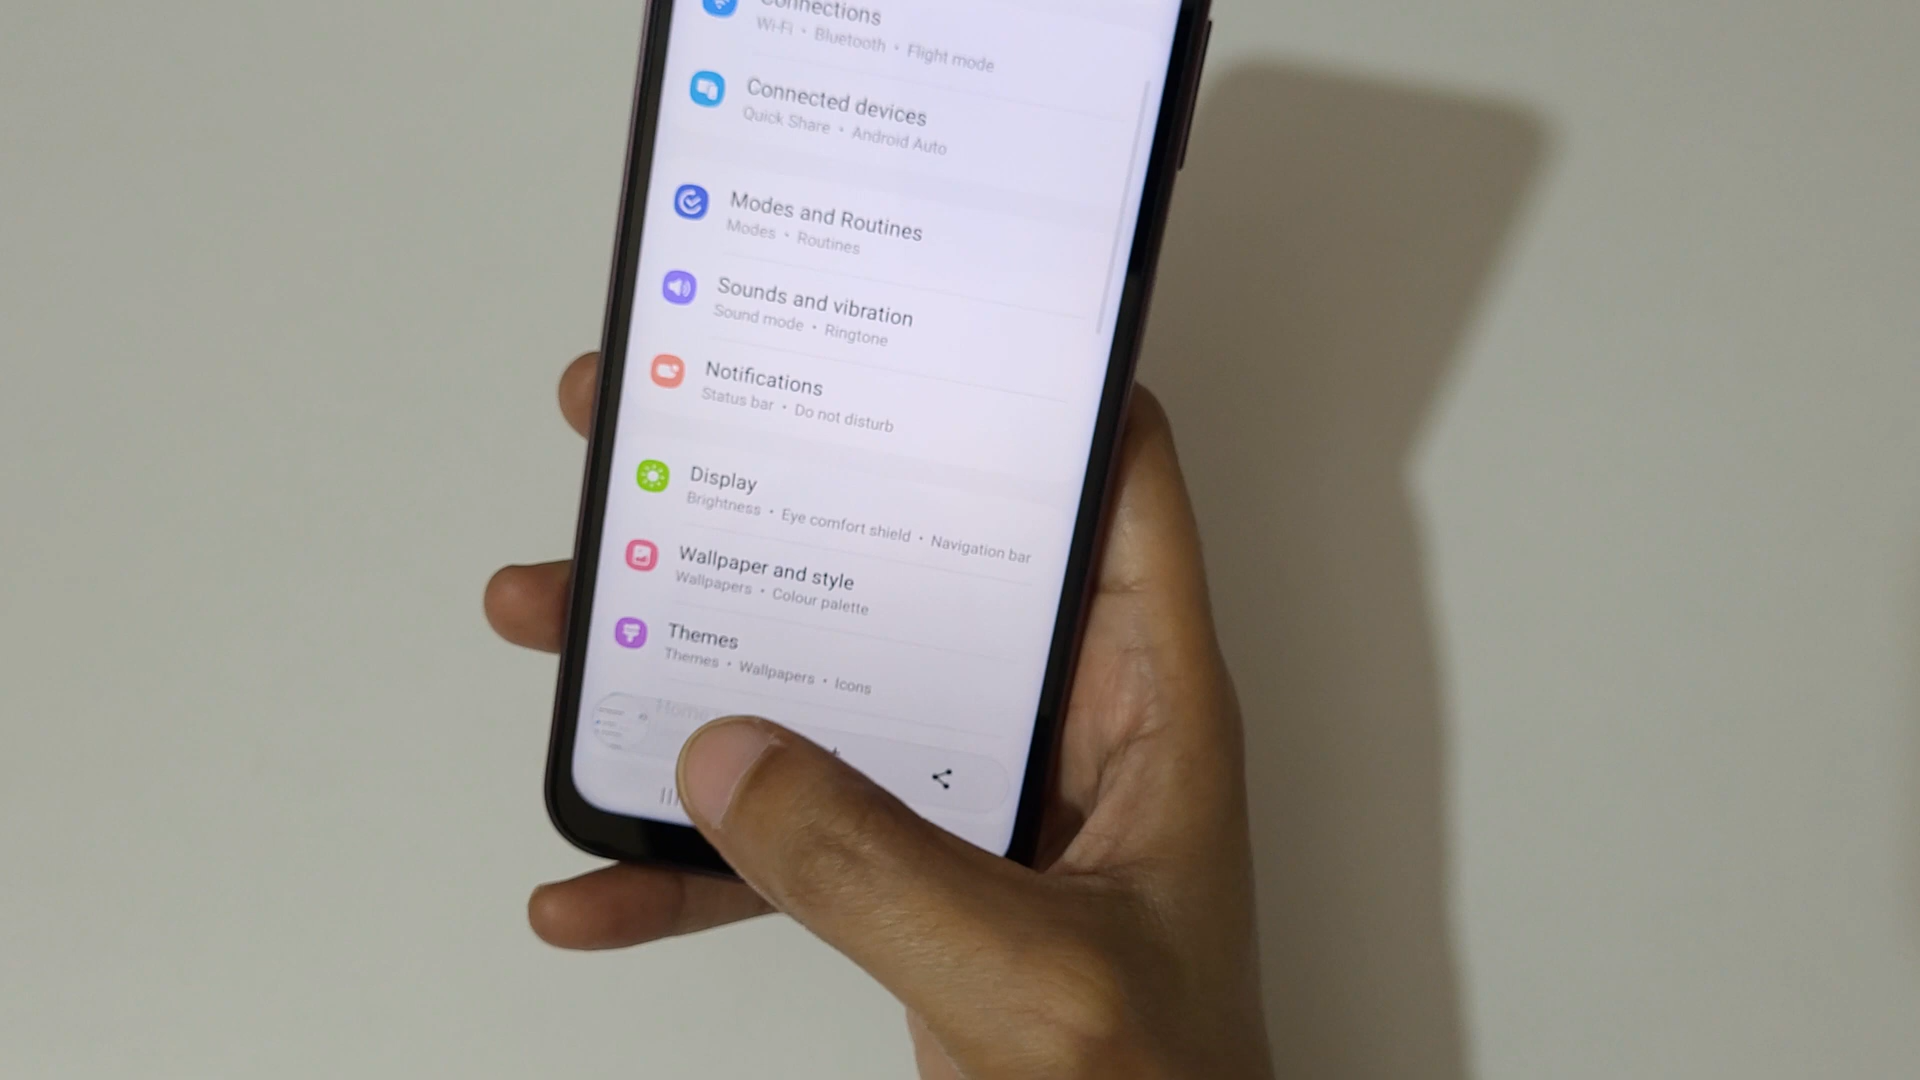 Connections
Wi-Fi • Bluetooth • Flight mode
Connected devices
Quick Share • Android Auto
Modes and Routines
Modes • Routines
Sounds and vibration
Sound mode • Ringtone
Notifications
Status bar • Do not disturb
Display
Brightness • Eye comfort shield • Navigation bar
Wallpaper and style
Wallpapers • Colour palette
Themes
Themes • Wallpapers • Icons
Home